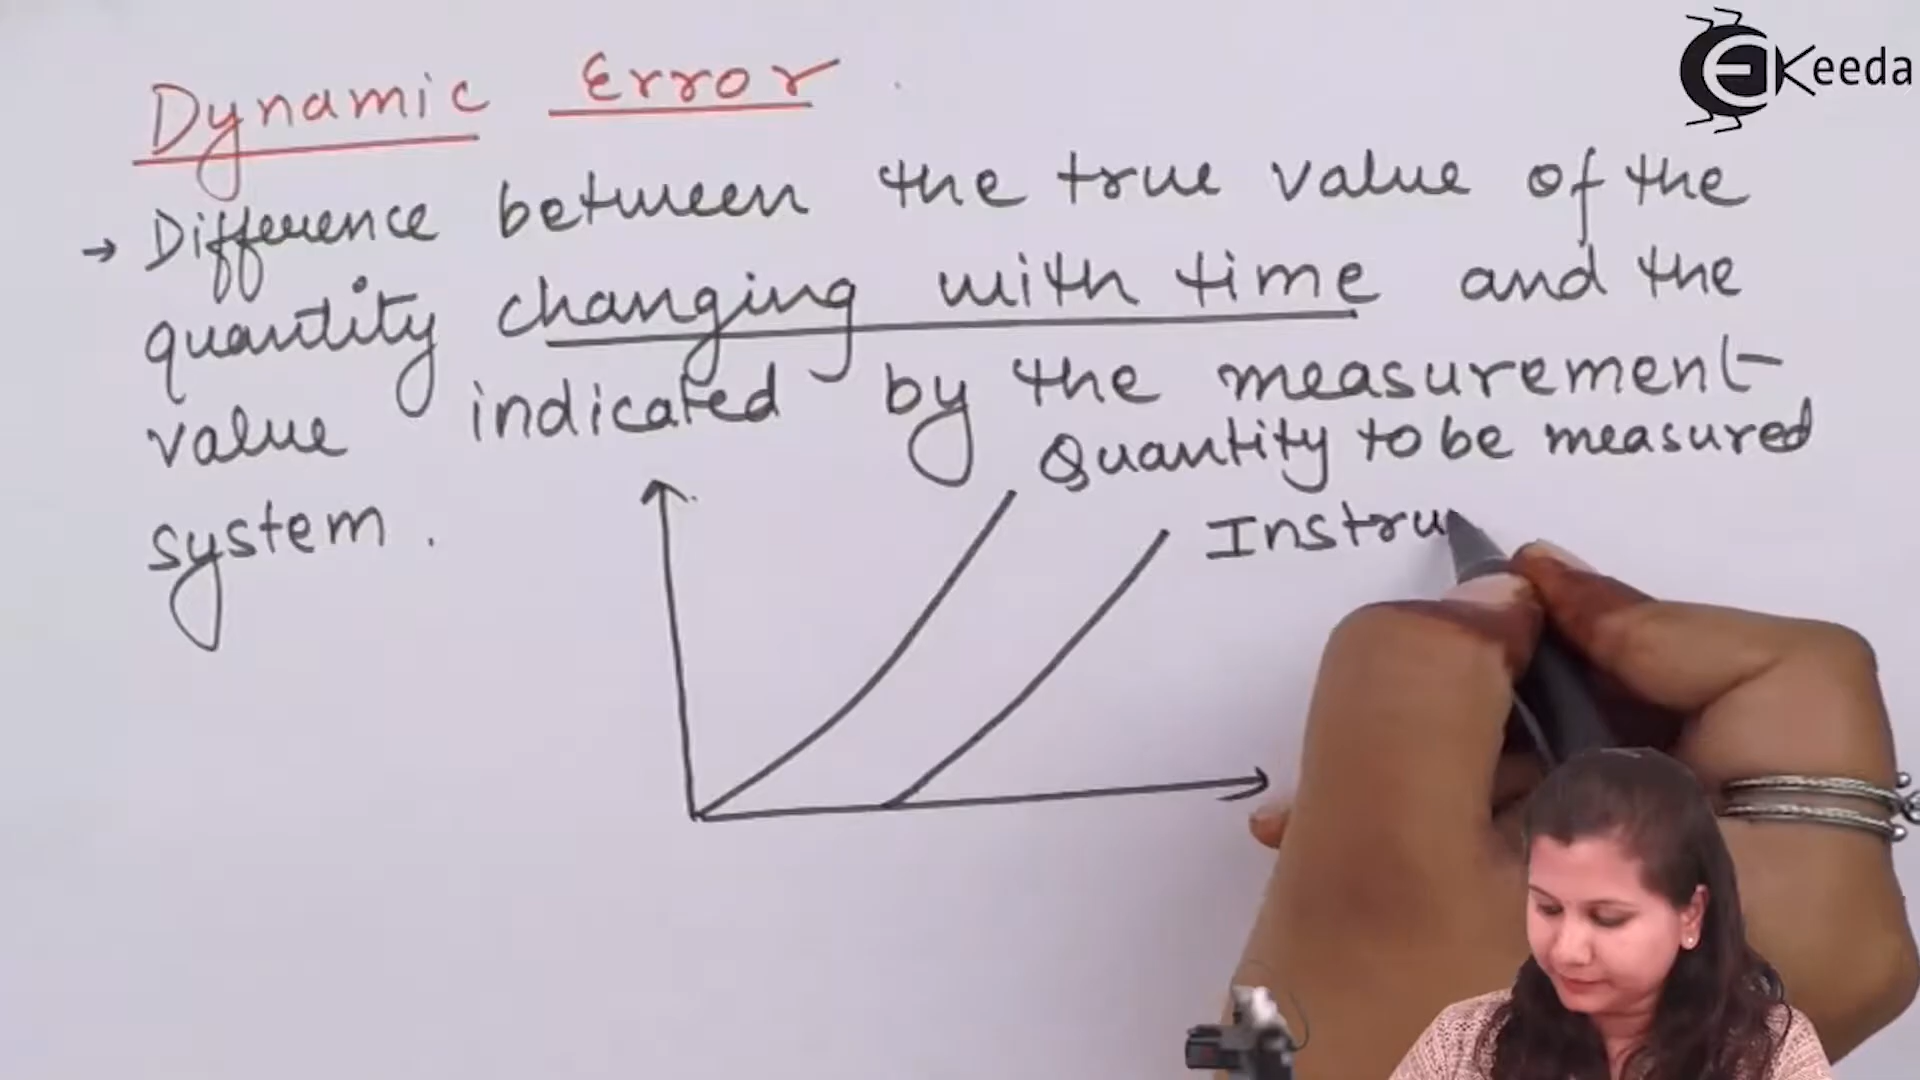 Dynamic Error
EKeeda
→ Difference between the true value of the
quantity changing with time and the
value indicated by the measurement
system.
Quantity to be measured
Instru